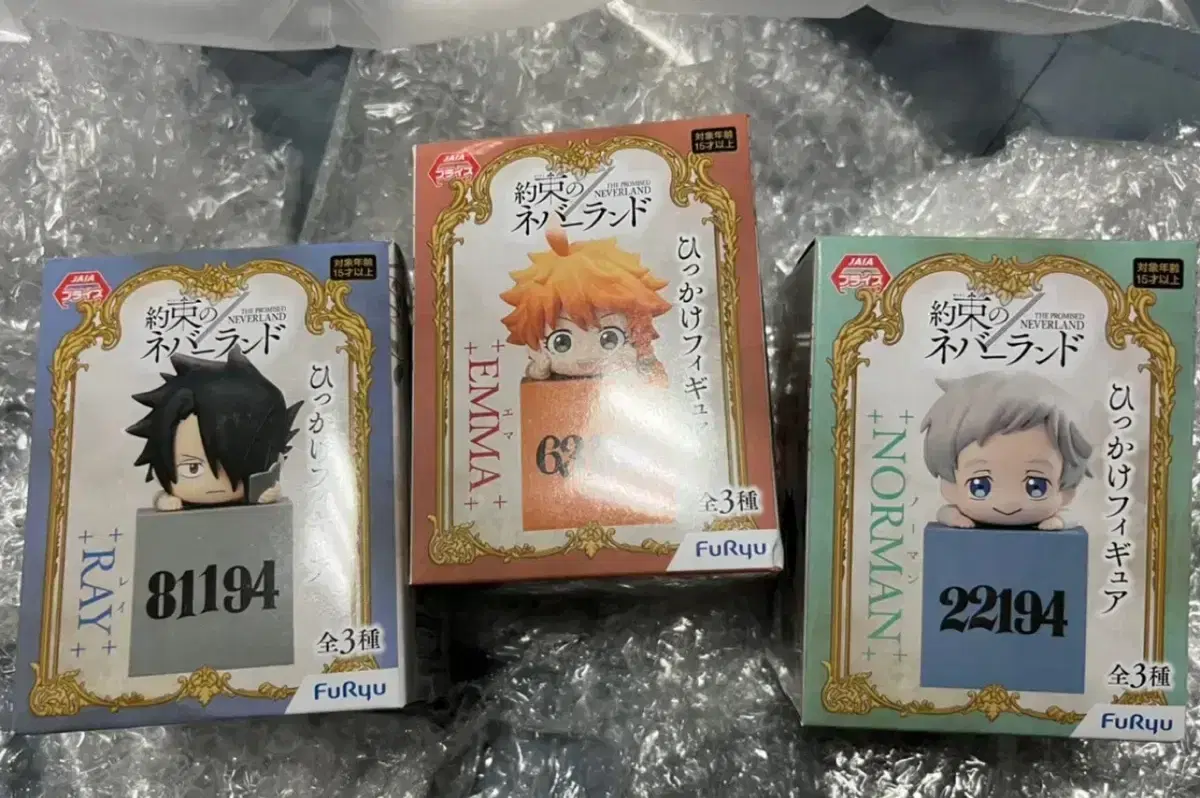 JAIA
プライズ
対象年齢
15才以上
約束の
ネバーランド
THE PROMISED
NEVERLAND
ひっかけフィ
RAY
レイ
81194
全3種
FuRyu
JAIA
プライズ
対象年齢
15才以上
約束の
ネバーランド
THE PROMISED
NEVERLAND
ひっかけフィギュア
EMMA
エマ
63
全3種
FuRyu
JAIA
プライズ
対象年齢
15才以上
約束の
ネバーランド
THE PROMISED
NEVERLAND
ひっかけフィギュア
NORMAN
ノーマン
22194
全3種
FuRyu